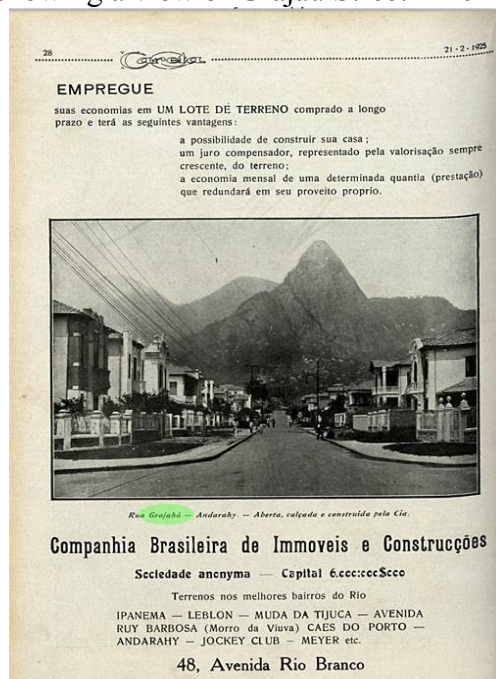 28
Careta
21-2-1925
EMPREGUE
suas economias em UM LOTE DE TERRENO comprado a longo
prazo e terá as seguintes vantagens:
a possibilidade de construir sua casa;
um juro compensador, representado pela valorisação sempre
crescente, do terreno;
a economia mensal de uma determinada quantia (prestação)
que redundará em seu proveito proprio.
Rua Grajahú — Andarahy. — Aberta, calçada e construida pela Cia.
Companhia Brasileira de Immoveis e Construcções
Sociedade anonyma — Capital 6.000:000$000
Terrenos nos melhores bairros do Rio
IPANEMA — LEBLON — MUDA DA TIJUCA — AVENIDA
RUY BARBOSA (Morro da Viuva) CAES DO PORTO —
ANDARAHY — JOCKEY CLUB — MEYER etc.
48, Avenida Rio Branco